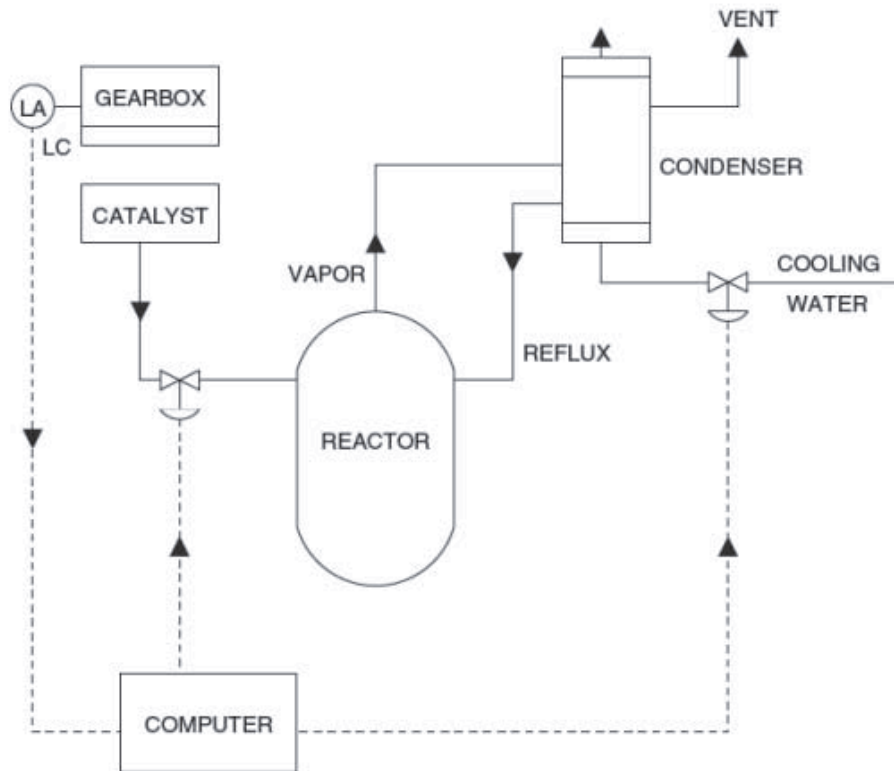 VENT
GEARBOX
LA
LC
CONDENSER
CATALYST
VAPOR
COOLING
WATER
REFLUX
REACTOR
COMPUTER